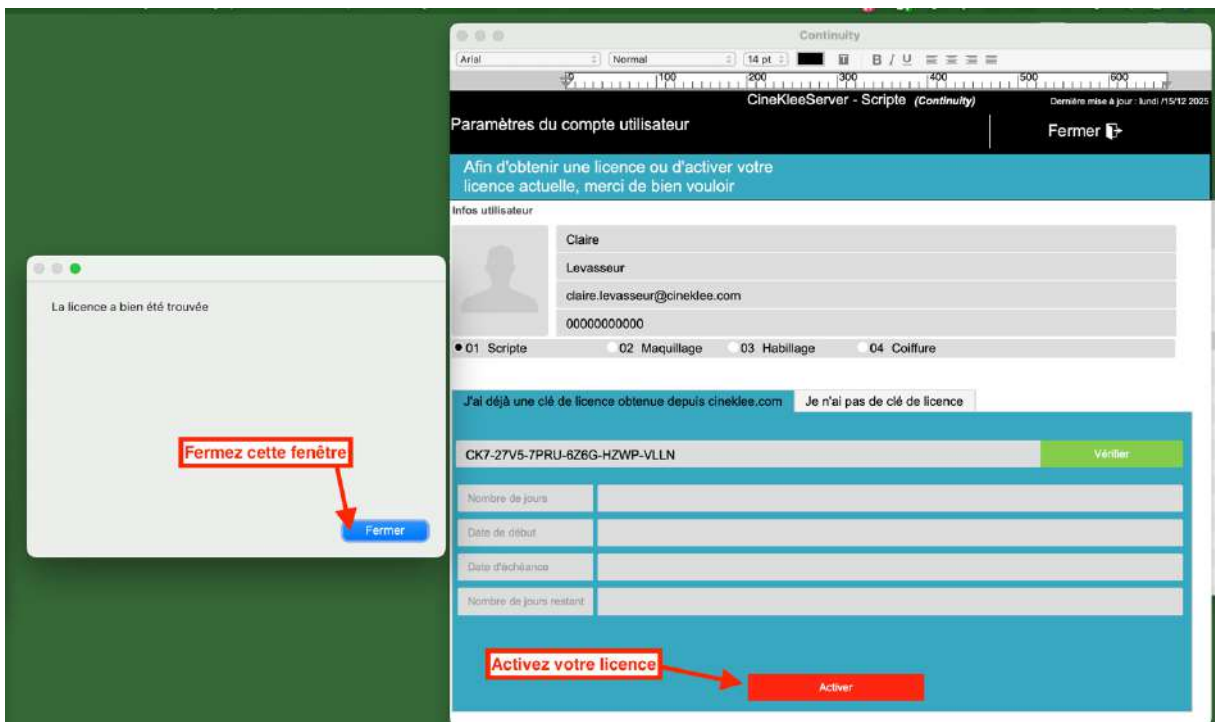 Continuity
Arial Normal 14 pt B I U
0 100 200 300 400 500 600
CineKleeServer - Scripte (Continuity) Dernière mise à jour : lundi /15/12 2025
Paramètres du compte utilisateur
Fermer
Afin d'obtenir une licence ou d'activer votre
licence actuelle, merci de bien vouloir
Infos utilisateur
Claire
Levasseur
claire.levasseur@cineklee.com
00000000000
01 Scripte 02 Maquillage 03 Habillage 04 Coiffure
La licence a bien été trouvée
Fermez cette fenêtre
Fermer
J'ai déjà une clé de licence obtenue depuis cineklee.com Je n'ai pas de clé de licence
CK7-27V5-7PRU-6Z6G-HZWP-VLLN Vérifier
Nombre de jours
Date de début
Date d'échéance
Nombre de jours restant
Activez votre licence
Activer